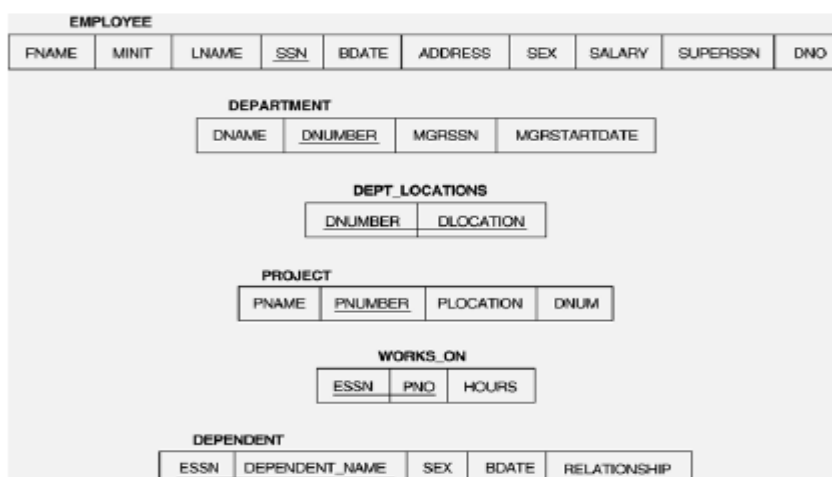 EMPLOYEE
FNAME MINIT LNAME SSN BDATE ADDRESS SEX SALARY SUPERSSN DNO
DEPARTMENT
DNAME DNUMBER MGRSSN MGRSTARTDATE
DEPT_LOCATIONS
DNUMBER DLOCATION
PROJECT
PNAME PNUMBER PLOCATION DNUM
WORKS_ON
ESSN PNO HOURS
DEPENDENT
ESSN DEPENDENT_NAME SEX BDATE RELATIONSHIP